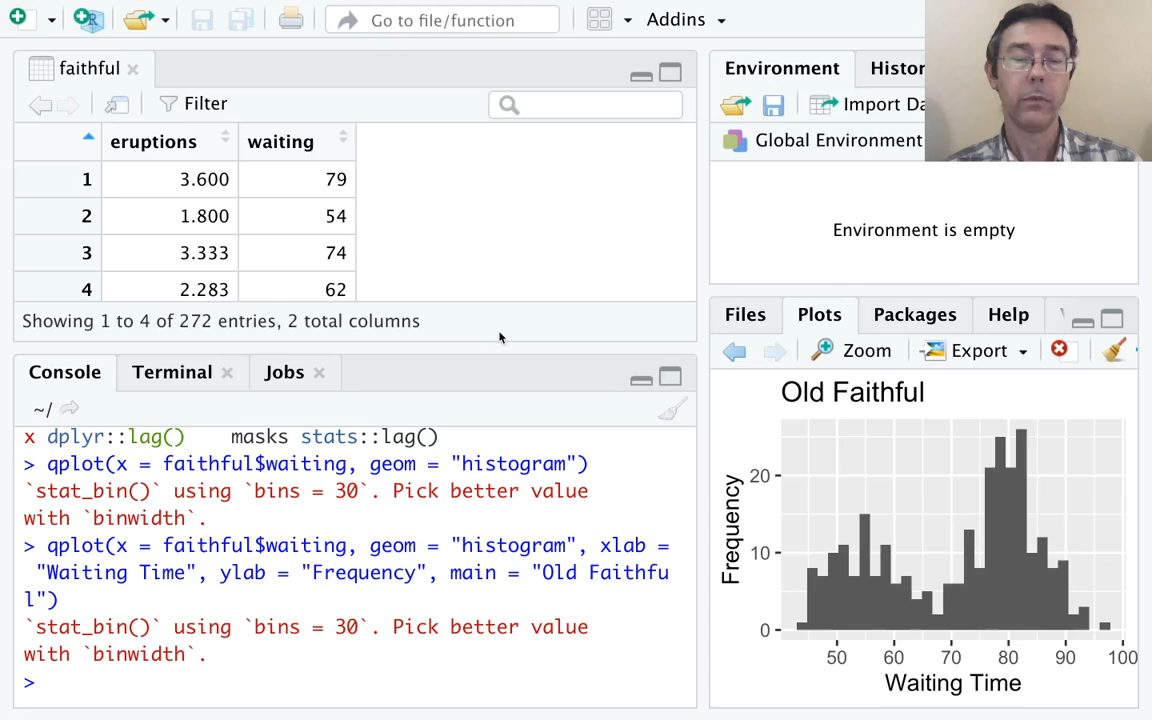 Go to file/function
Addins
faithful
Filter
eruptions waiting
1 3.600 79
2 1.800 54
3 3.333 74
4 2.283 62
Showing 1 to 4 of 272 entries, 2 total columns
Console Terminal Jobs
~/
x dplyr::lag() masks stats::lag()
> qplot(x = faithful$waiting, geom = "histogram")
`stat_bin()` using `bins = 30`. Pick better value
with `binwidth`.
> qplot(x = faithful$waiting, geom = "histogram", xlab =
"Waiting Time", ylab = "Frequency", main = "Old Faithfu
l")
`stat_bin()` using `bins = 30`. Pick better value
with `binwidth`.
>
Environment Histor
Import Da
Global Environment
Environment is empty
Files Plots Packages Help
Zoom Export
Old Faithful
Frequency
20
10
0
50 60 70 80 90 100
Waiting Time